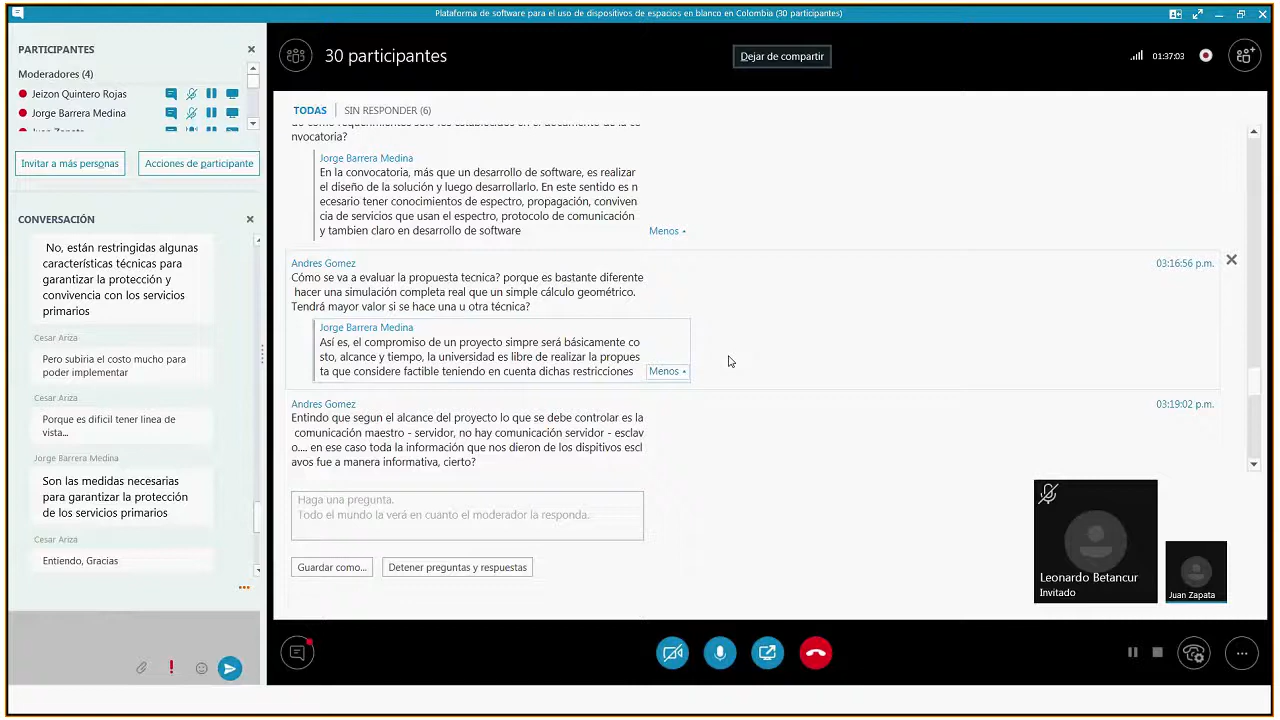 Plataforma de software para el uso de dispositivos de espacios en blanco en Colombia (30 participantes)
PARTICIPANTES
Moderadores (4)
Jeizon Quintero Rojas
Jorge Barrera Medina
Juan Zapata
Invitar a más personas
Acciones de participante
CONVERSACIÓN
No, están restringidas algunas
características técnicas para
garantizar la protección y
convivencia con los servicios
primarios
Cesar Ariza
Pero subiria el costo mucho para
poder implementar
Cesar Ariza
Porque es dificil tener linea de
vista...
Jorge Barrera Medina
Son las medidas necesarias
para garantizar la protección
de los servicios primarios
Cesar Ariza
Entiendo, Gracias
30 participantes
Dejar de compartir
01:37:03
TODAS
SIN RESPONDER (6)
de como requerimientos solo los establecidos en el documento de la co
nvocatoria?
Jorge Barrera Medina
En la convocatoria, más que un desarrollo de software, es realizar
el diseño de la solución y luego desarrollarlo. En este sentido es n
ecesario tener conocimientos de espectro, propagación, conviven
cia de servicios que usan el espectro, protocolo de comunicación
y tambien claro en desarrollo de software
Menos
Andres Gomez
03:16:56 p.m.
Cómo se va a evaluar la propuesta tecnica? porque es bastante diferente
hacer una simulación completa real que un simple cálculo geométrico.
Tendrá mayor valor si se hace una u otra técnica?
Jorge Barrera Medina
Así es, el compromiso de un proyecto simpre será básicamente co
sto, alcance y tiempo, la universidad es libre de realizar la propues
ta que considere factible teniendo en cuenta dichas restricciones
Menos
Andres Gomez
03:19:02 p.m.
Entindo que segun el alcance del proyecto lo que se debe controlar es la
comunicación maestro - servidor, no hay comunicación servidor - esclav
o.... en ese caso toda la información que nos dieron de los dispitivos escl
avos fue a manera informativa, cierto?
Haga una pregunta.
Todo el mundo la verá en cuanto el moderador la responda.
Guardar como...
Detener preguntas y respuestas
Leonardo Betancur
Invitado
Juan Zapata